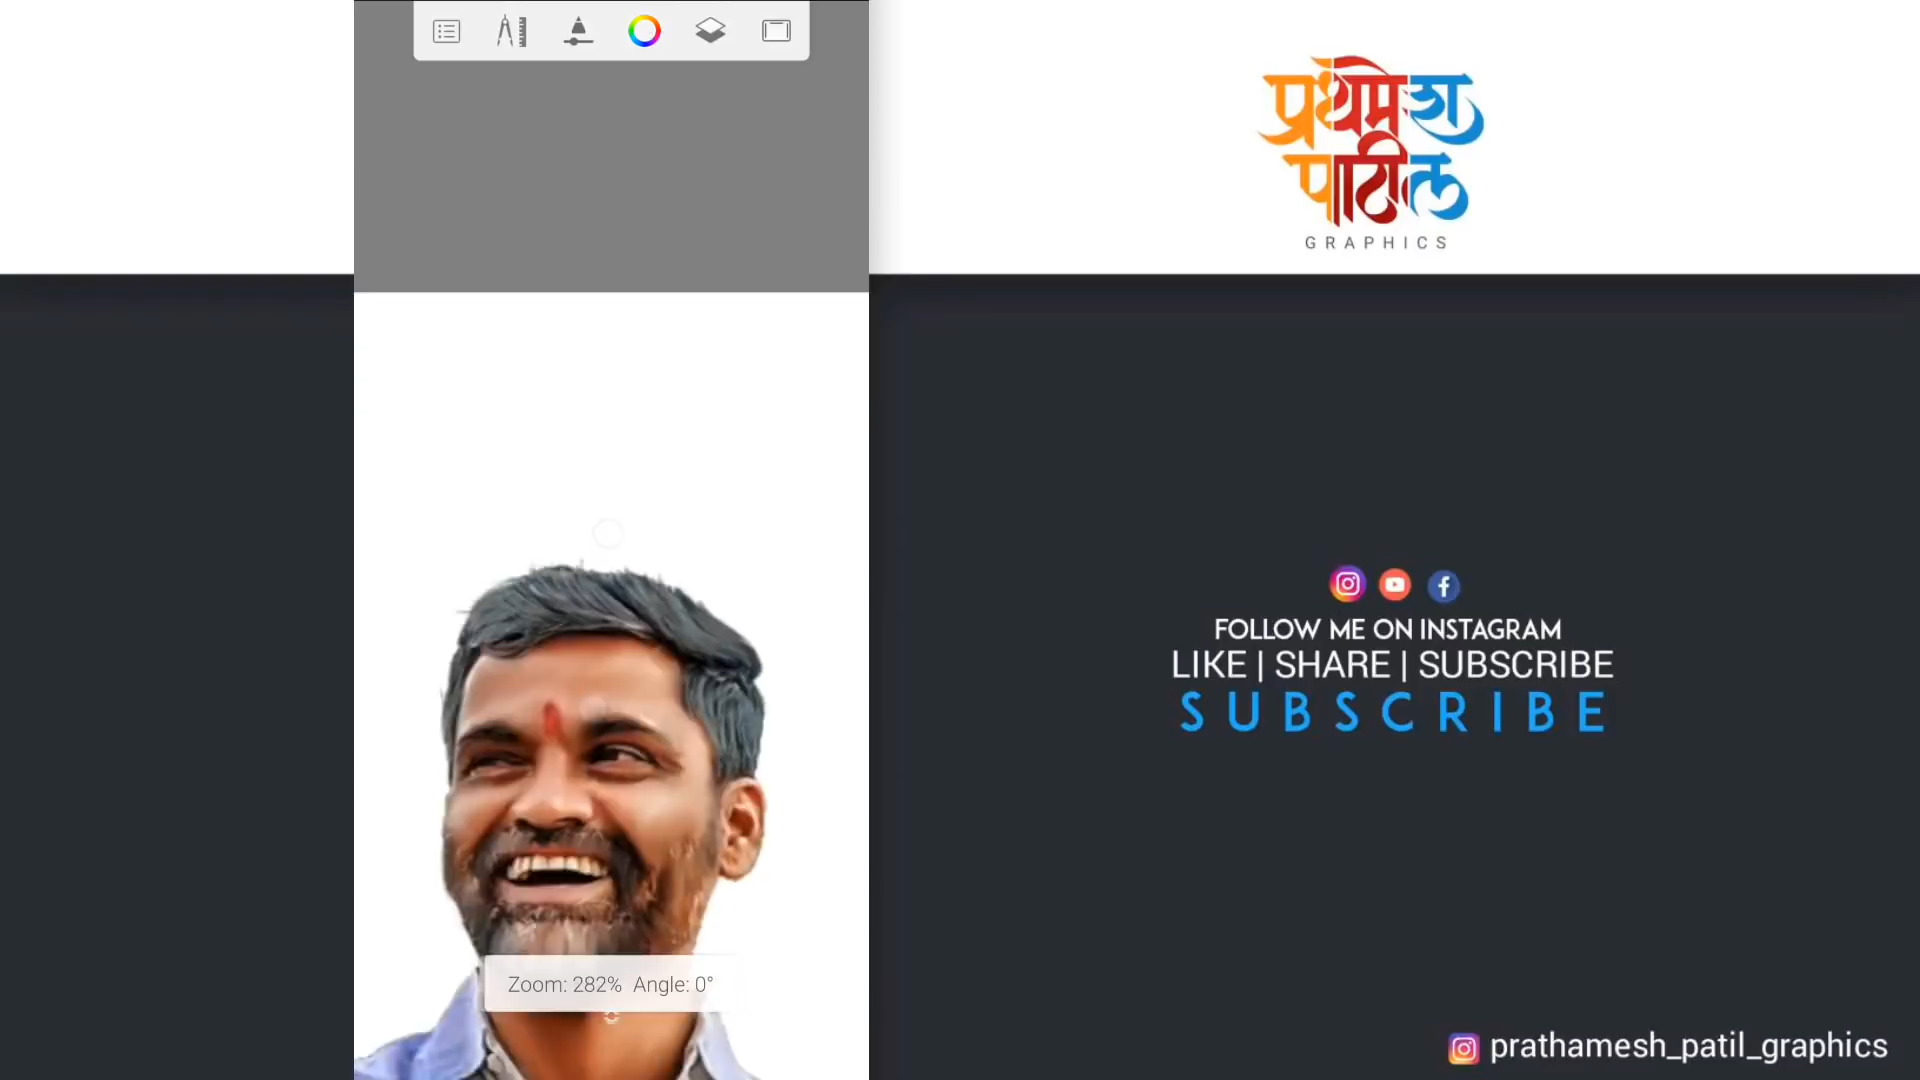 प्रथमेश
पाटील
GRAPHICS
FOLLOW ME ON INSTAGRAM
LIKE | SHARE | SUBSCRIBE
SUBSCRIBE
Zoom: 282% Angle: 0°
prathamesh_patil_graphics